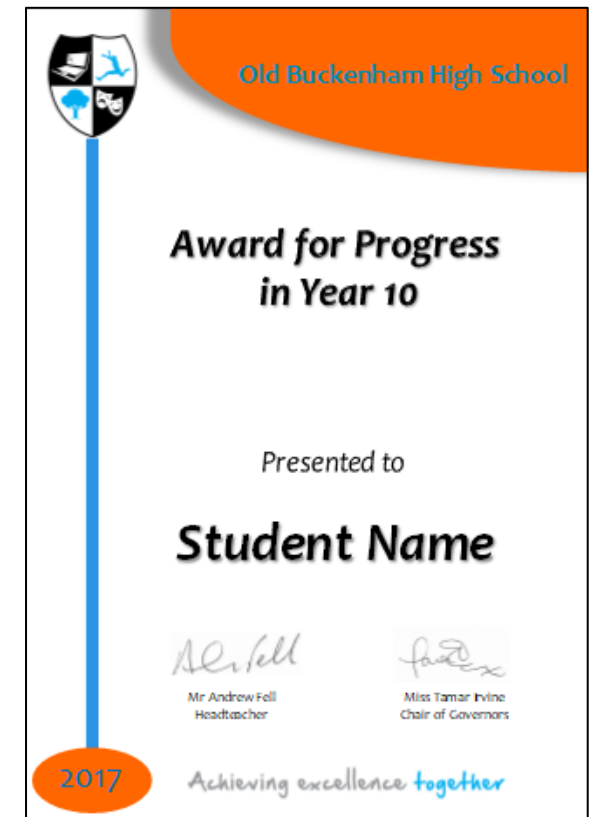 Old Buckenham High School
Award for Progress
in Year 10
Presented to
Student Name
Mr Andrew Fell
Headteacher
Miss Tamar Irvine
Chair of Governors
2017
Achieving excellence together